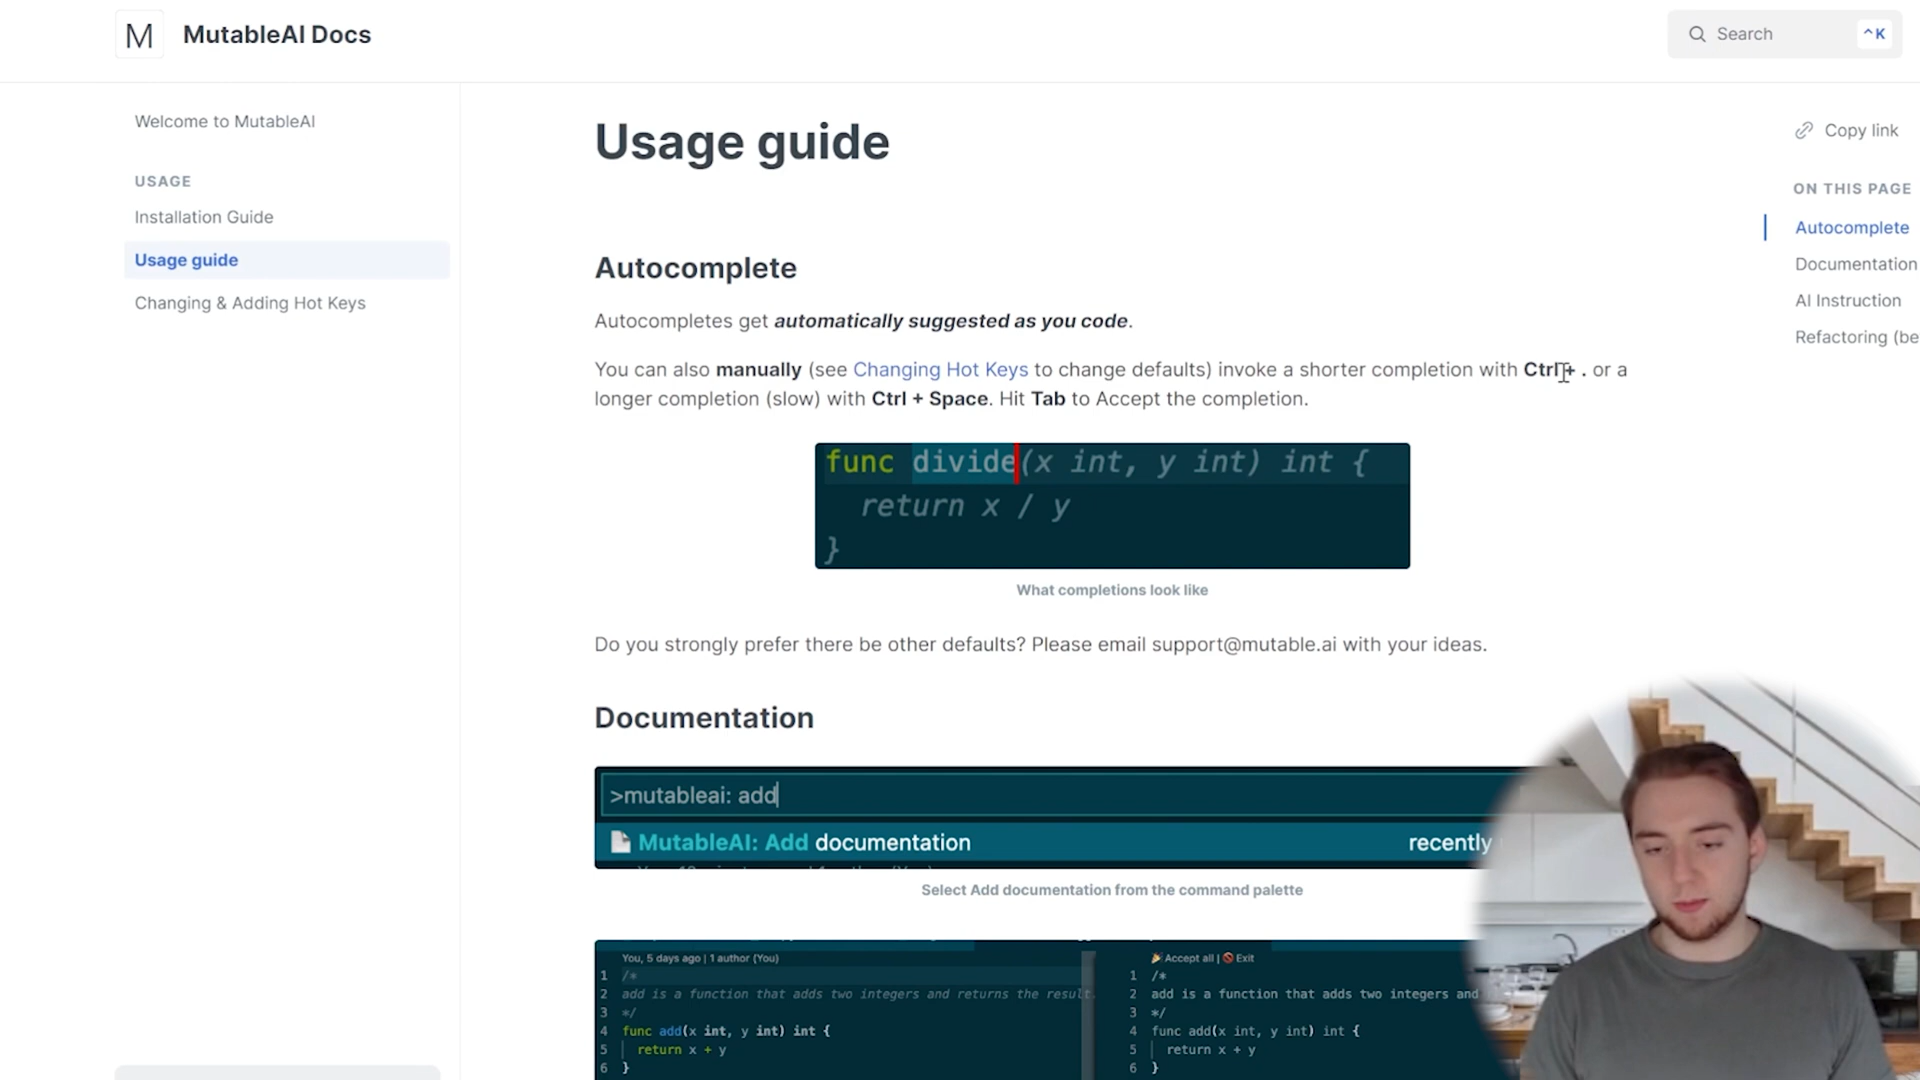 M MutableAI Docs
Search ^K
Welcome to MutableAI
USAGE
Installation Guide
Usage guide
Changing & Adding Hot Keys
Usage guide
Autocomplete
Autocompletes get automatically suggested as you code.
You can also manually (see Changing Hot Keys to change defaults) invoke a shorter completion with Ctrl + . or a
longer completion (slow) with Ctrl + Space. Hit Tab to Accept the completion.
func divide(x int, y int) int {
return x / y
}
What completions look like
Do you strongly prefer there be other defaults? Please email support@mutable.ai with your ideas.
Documentation
>mutableai: add
MutableAI: Add documentation recently
Select Add documentation from the command palette
You, 5 days ago | 1 author (You)
1 /*
2 add is a function that adds two integers and returns the result.
3 */
4 func add(x int, y int) int {
5 return x + y
6 }
Accept all | Exit
1 /*
2 add is a function that adds two integers and
3 */
4 func add(x int, y int) int {
5 return x + y
6 }
Copy link
ON THIS PAGE
Autocomplete
Documentation
AI Instruction
Refactoring (be